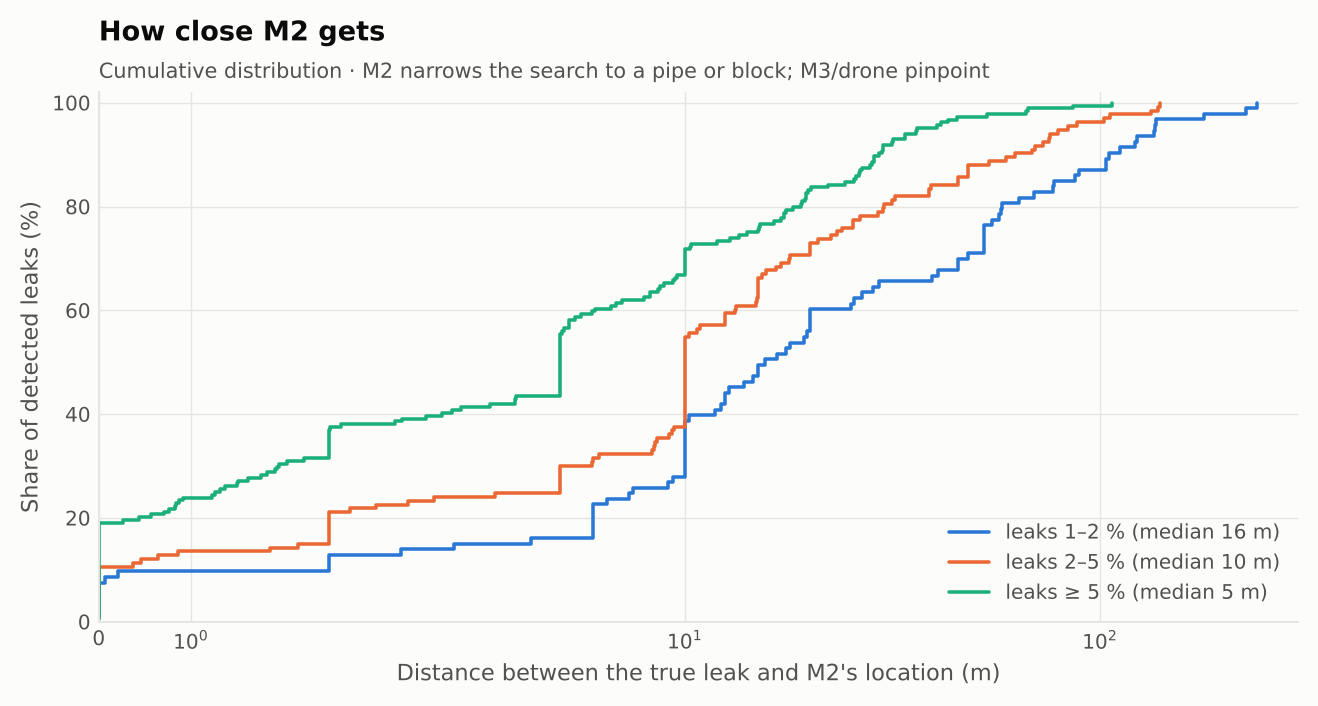 How close M2 gets
Cumulative distribution · M2 narrows the search to a pipe or block; M3/drone pinpoint
Share of detected leaks (%)
100
80
60
40
20
0
leaks 1–2 % (median 16 m)
leaks 2–5 % (median 10 m)
leaks ≥ 5 % (median 5 m)
0 10⁰ 10¹ 10²
Distance between the true leak and M2's location (m)